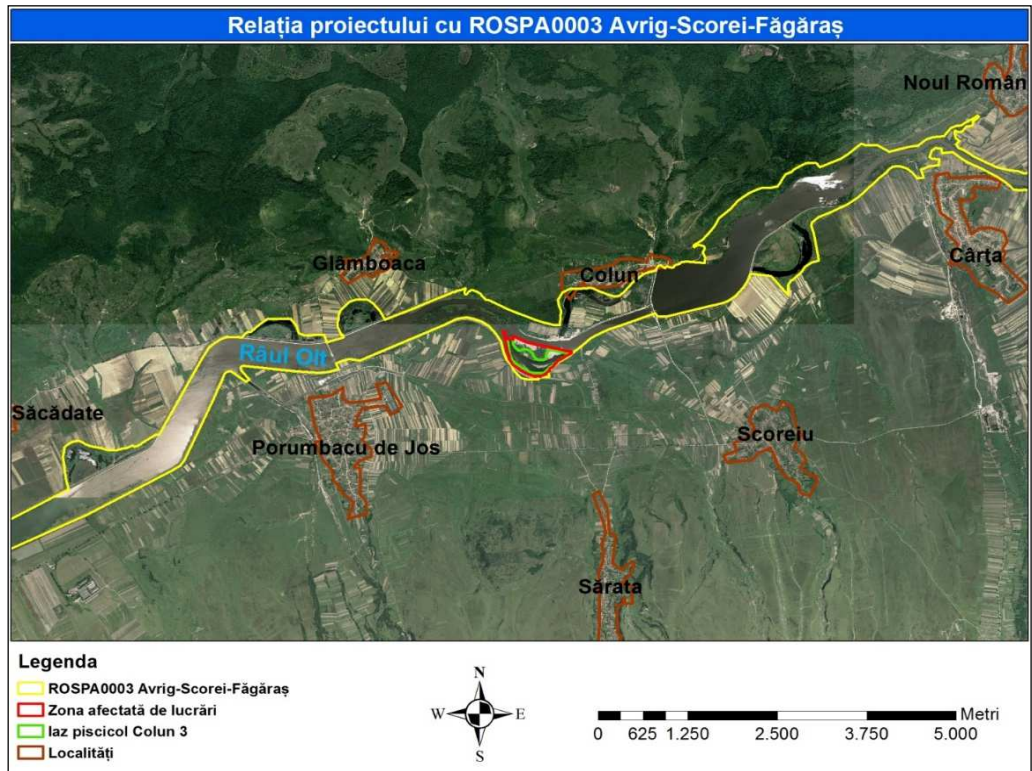 Relația proiectului cu ROSPA0003 Avrig-Scorei-Făgăraș
Noul Român
Glâmboaca
Colun
Cârța
Râul Olt
Săcădate
Porumbacu de Jos
Scoreiu
Sărata
Legenda
ROSPA0003 Avrig-Scorei-Făgăraș
Zona afectată de lucrări
Iaz piscicol Colun 3
Localități
N
W E
S
Metri
0 625 1.250 2.500 3.750 5.000